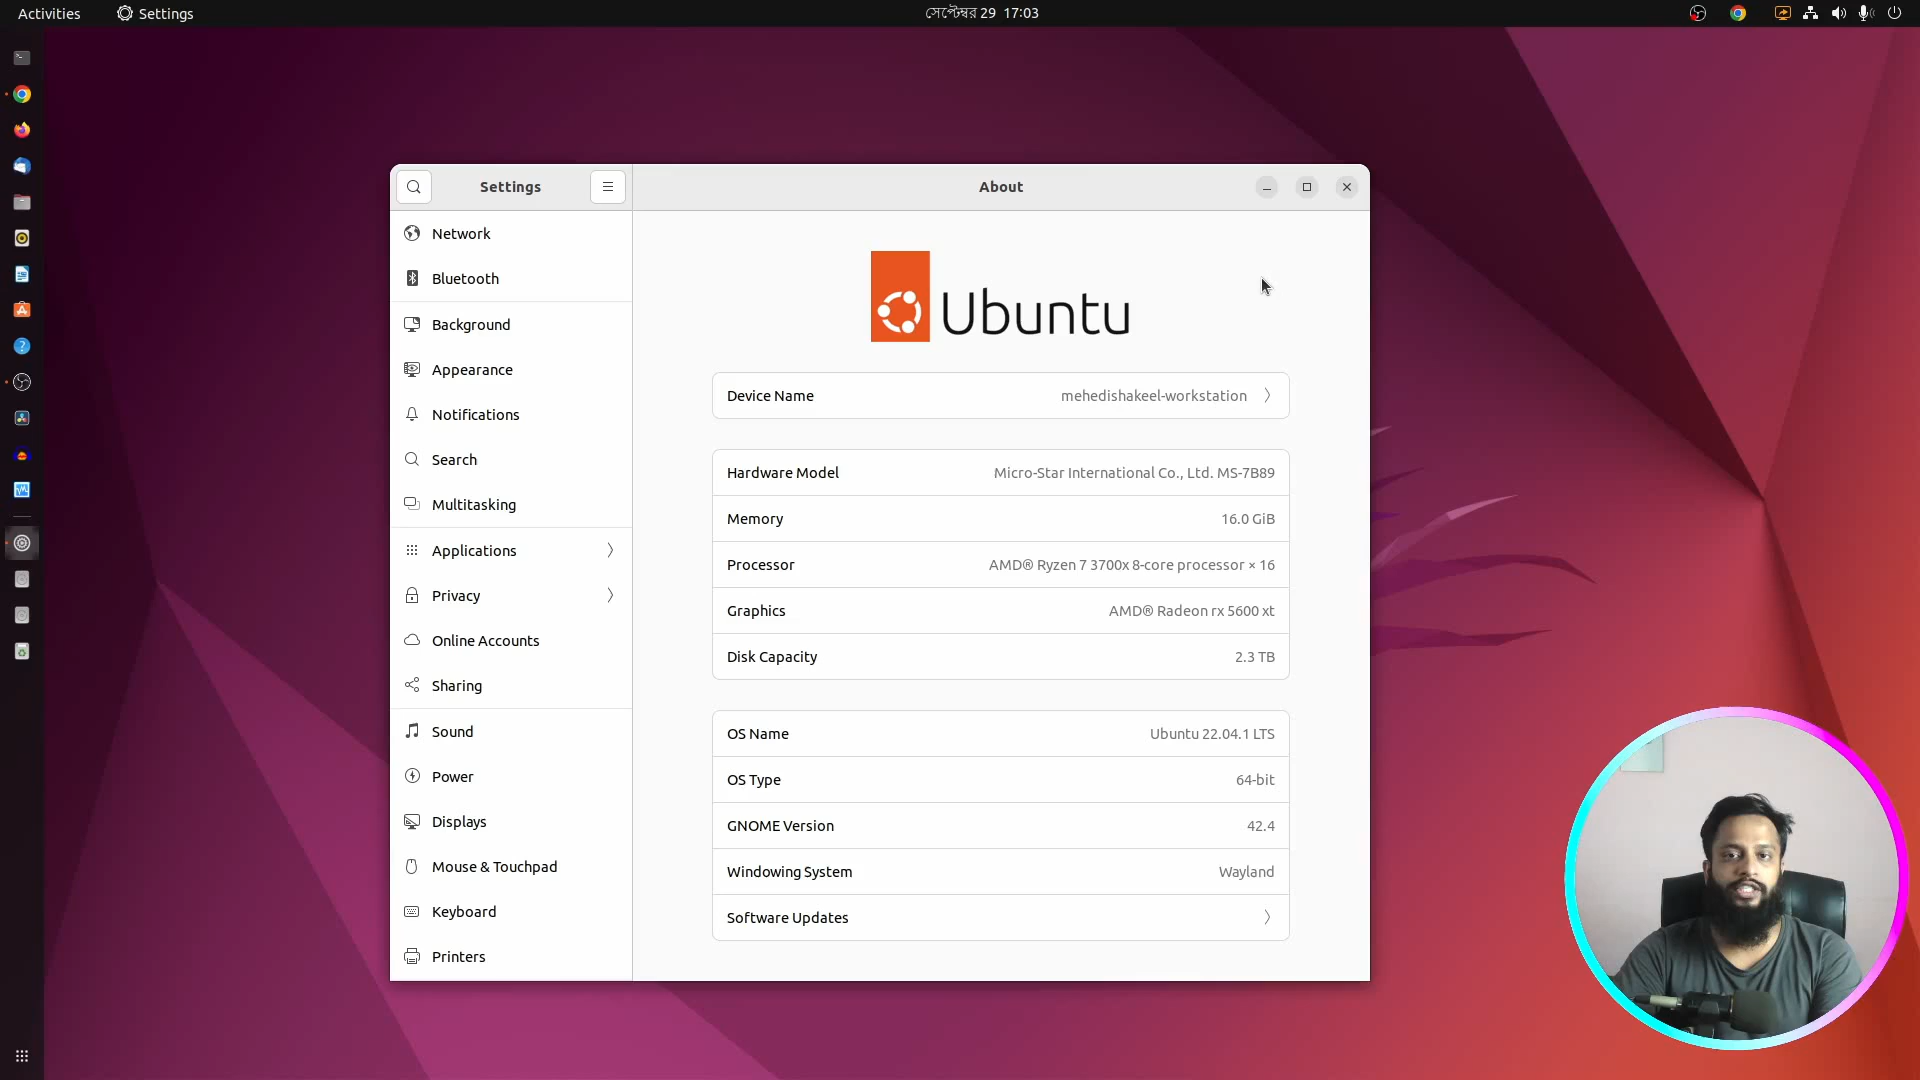 Activities
Settings
সেপ্টেম্বর 29 17:03
Settings
About
Network
Bluetooth
Background
Appearance
Notifications
Search
Multitasking
Applications
Privacy
Online Accounts
Sharing
Sound
Power
Displays
Mouse & Touchpad
Keyboard
Printers
Ubuntu
Device Name mehedishakeel-workstation
Hardware Model Micro-Star International Co., Ltd. MS-7B89
Memory 16.0 GiB
Processor AMD® Ryzen 7 3700x 8-core processor × 16
Graphics AMD® Radeon rx 5600 xt
Disk Capacity 2.3 TB
OS Name Ubuntu 22.04.1 LTS
OS Type 64-bit
GNOME Version 42.4
Windowing System Wayland
Software Updates